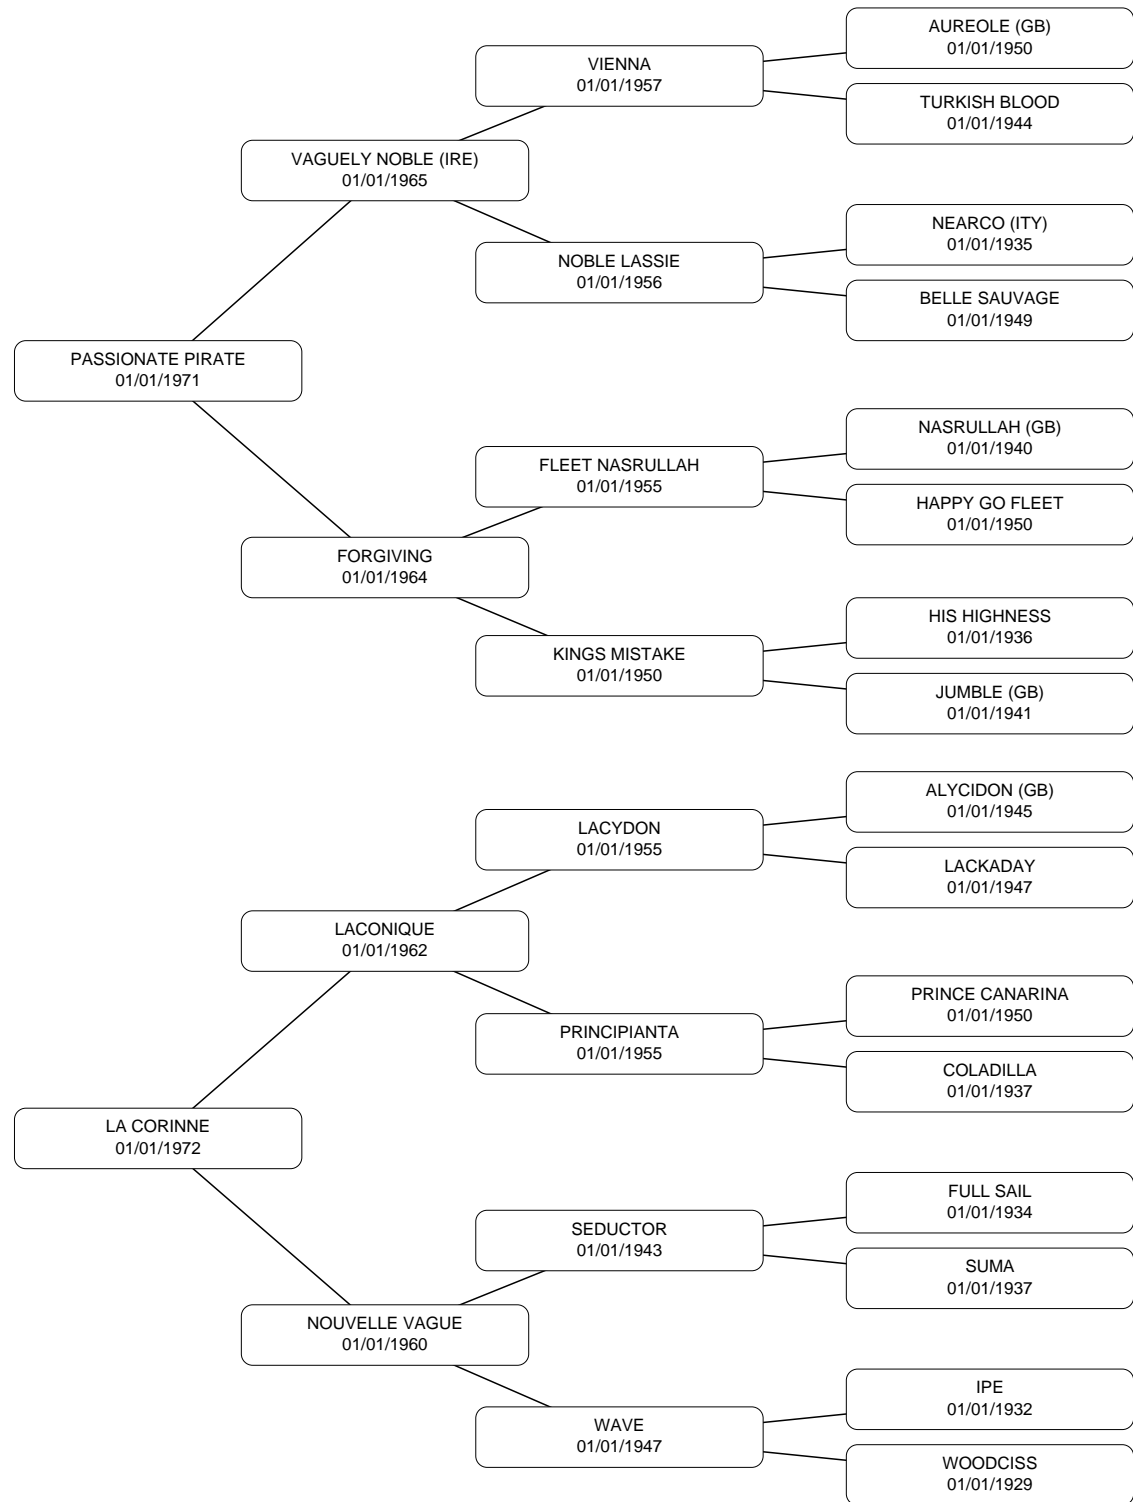 AUREOLE (GB)
01/01/1950
VIENNA
01/01/1957
TURKISH BLOOD
01/01/1944
VAGUELY NOBLE (IRE)
01/01/1965
NEARCO (ITY)
01/01/1935
NOBLE LASSIE
01/01/1956
BELLE SAUVAGE
01/01/1949
PASSIONATE PIRATE
01/01/1971
NASRULLAH (GB)
01/01/1940
FLEET NASRULLAH
01/01/1955
HAPPY GO FLEET
01/01/1950
FORGIVING
01/01/1964
HIS HIGHNESS
01/01/1936
KINGS MISTAKE
01/01/1950
JUMBLE (GB)
01/01/1941
ALYCIDON (GB)
01/01/1945
LACYDON
01/01/1955
LACKADAY
01/01/1947
LACONIQUE
01/01/1962
PRINCE CANARINA
01/01/1950
PRINCIPIANTA
01/01/1955
COLADILLA
01/01/1937
LA CORINNE
01/01/1972
FULL SAIL
01/01/1934
SEDUCTOR
01/01/1943
SUMA
01/01/1937
NOUVELLE VAGUE
01/01/1960
IPE
01/01/1932
WAVE
01/01/1947
WOODCISS
01/01/1929